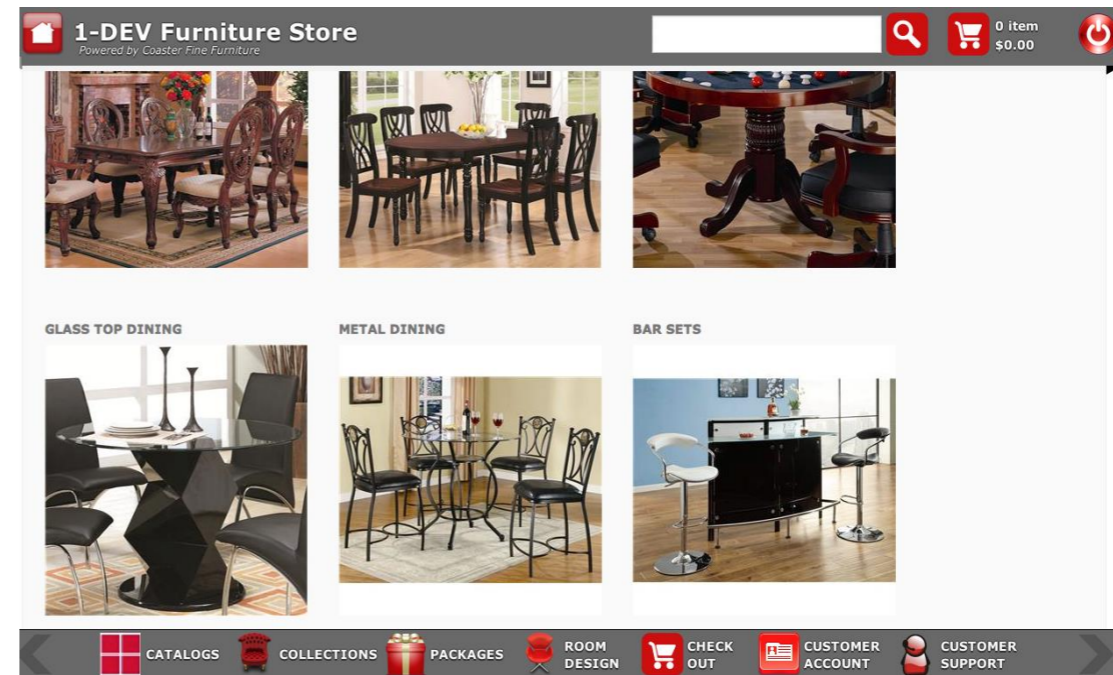 1-DEV Furniture Store
Powered by Coaster Fine Furniture
0 item
$0.00
GLASS TOP DINING
METAL DINING
BAR SETS
CATALOGS
COLLECTIONS
PACKAGES
ROOM
DESIGN
CHECK
OUT
CUSTOMER
ACCOUNT
CUSTOMER
SUPPORT